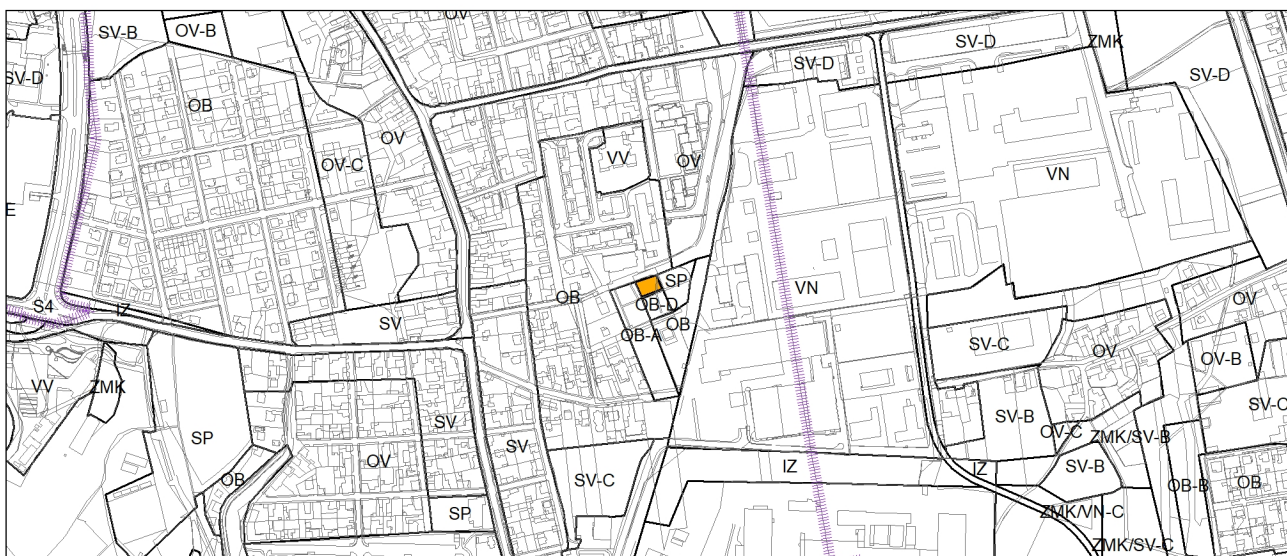 OV
SV-B
OV-B
SV-D
ZMK
SV-D
SV-D
SV-D
OB
OV
OV-C
VV
OV
VN
E
SP
VN
OB
OB-D
S4
IZ
SV
OB
OB-A
OV
SV-C
OV
OV-B
VV
ZMK
SV
SV-C
SV-B
OV-C
ZMK/SV-B
SP
SV
OV
IZ
IZ
SV-B
OB
SV-C
OB-B
OB
SP
ZMK/VN-C
ZMK/SV-C